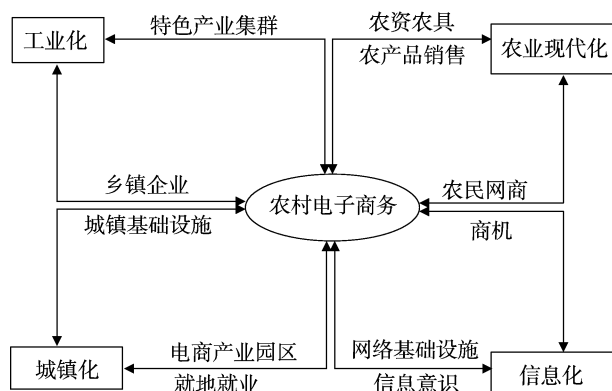 特色产业集群
农资农具
工业化
农产品销售
农业现代化
乡镇企业
农村电子商务
农民网商
城镇基础设施
商机
电商产业园区
网络基础设施
城镇化
就地就业
信息意识
信息化